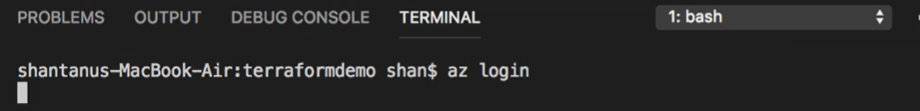 PROBLEMS OUTPUT DEBUG CONSOLE TERMINAL 1: bash
shantanus-MacBook-Air:terraformdemo shan$ az login